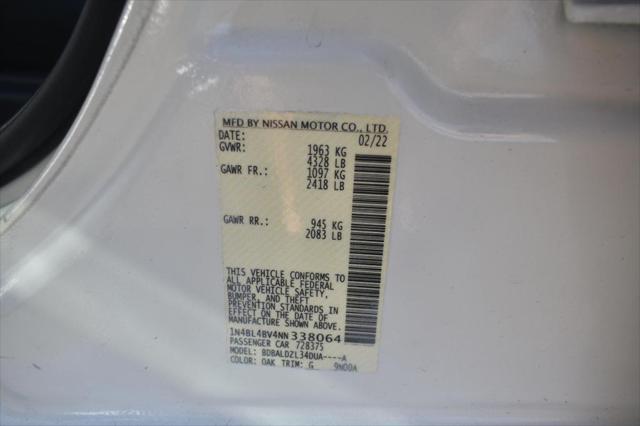 MFD BY NISSAN MOTOR CO., LTD.
DATE: 02/22
GVWR: 1963 KG
4328 LB
GAWR FR.: 1097 KG
2418 LB
GAWR RR.: 945 KG
2083 LB
THIS VEHICLE CONFORMS TO
ALL APPLICABLE FEDERAL
MOTOR VEHICLE SAFETY,
BUMPER, AND THEFT
PREVENTION STANDARDS IN
EFFECT ON THE DATE OF
MANUFACTURE SHOWN ABOVE.
1N4BL4BV4NN338064
PASSENGER CAR 728375
MODEL: BDBALDZL34DUA----A
COLOR: QAK TRIM: G 9N00A